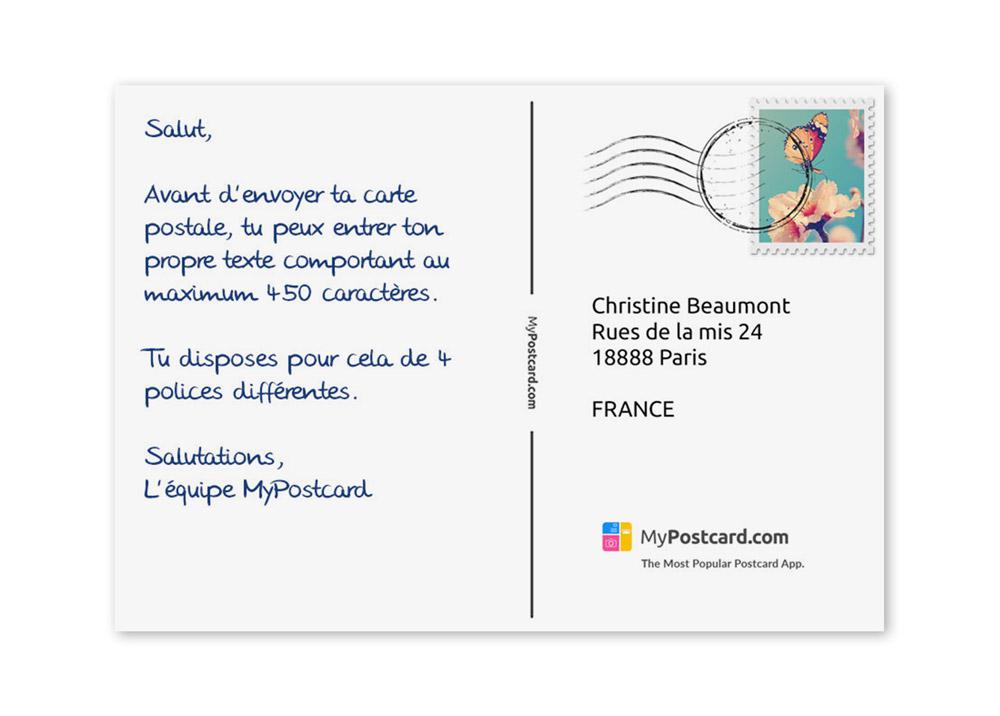 Salut,
Avant d'envoyer ta carte
postale, tu peux entrer ton
propre texte comportant au
maximum 450 caractères.
Tu disposes pour cela de 4
polices différentes.
Salutations,
L'équipe MyPostcard
MyPostcard.com
Christine Beaumont
Rues de la mis 24
18888 Paris
FRANCE
MyPostcard.com
The Most Popular Postcard App.